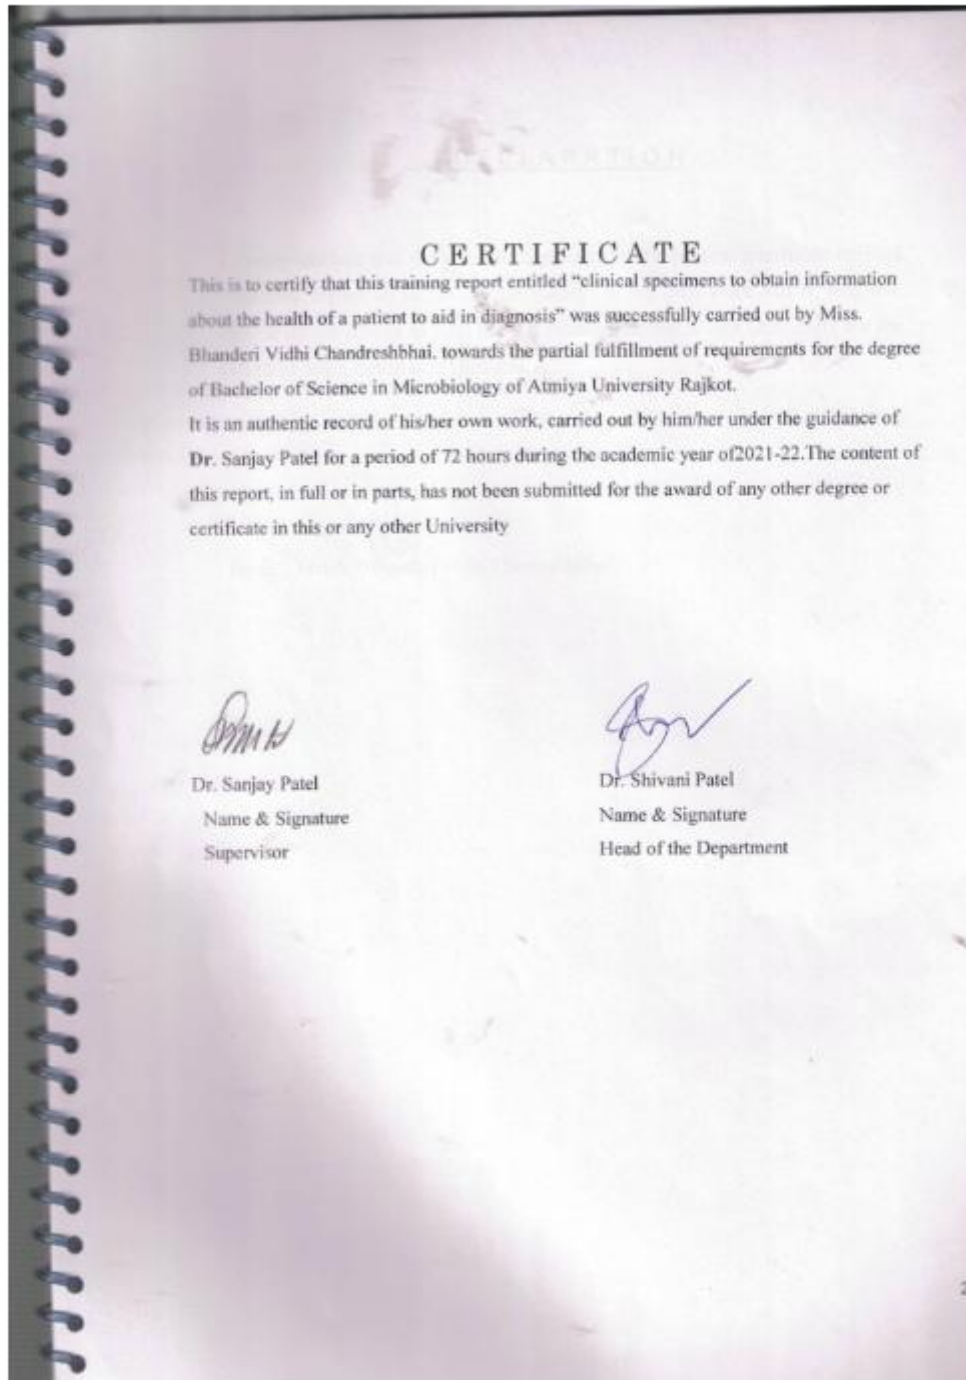 CERTIFICATE
This is to certify that this training report entitled “clinical specimens to obtain information
about the health of a patient to aid in diagnosis” was successfully carried out by Miss.
Bhanderi Vidhi Chandreshbhai, towards the partial fulfillment of requirements for the degree
of Bachelor of Science in Microbiology of Atmiya University Rajkot.
It is an authentic record of his/her own work, carried out by him/her under the guidance of
Dr. Sanjay Patel for a period of 72 hours during the academic year of2021-22.The content of
this report, in full or in parts, has not been submitted for the award of any other degree or
certificate in this or any other University
Dr. Sanjay Patel
Name & Signature
Supervisor
Dr. Shivani Patel
Name & Signature
Head of the Department
2